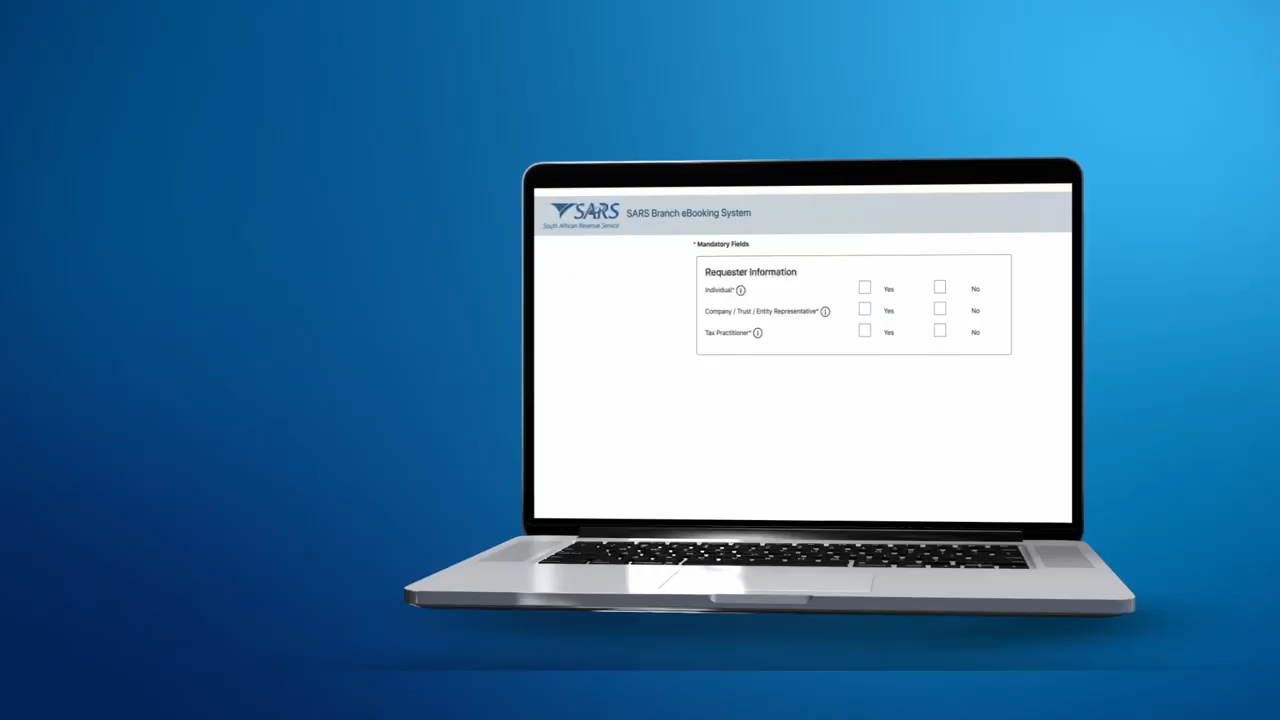 SARS
South African Revenue Service
SARS Branch eBooking System
* Mandatory Fields
Requester Information
Individual* Yes No
Company / Trust / Entity Representative* Yes No
Tax Practitioner* Yes No